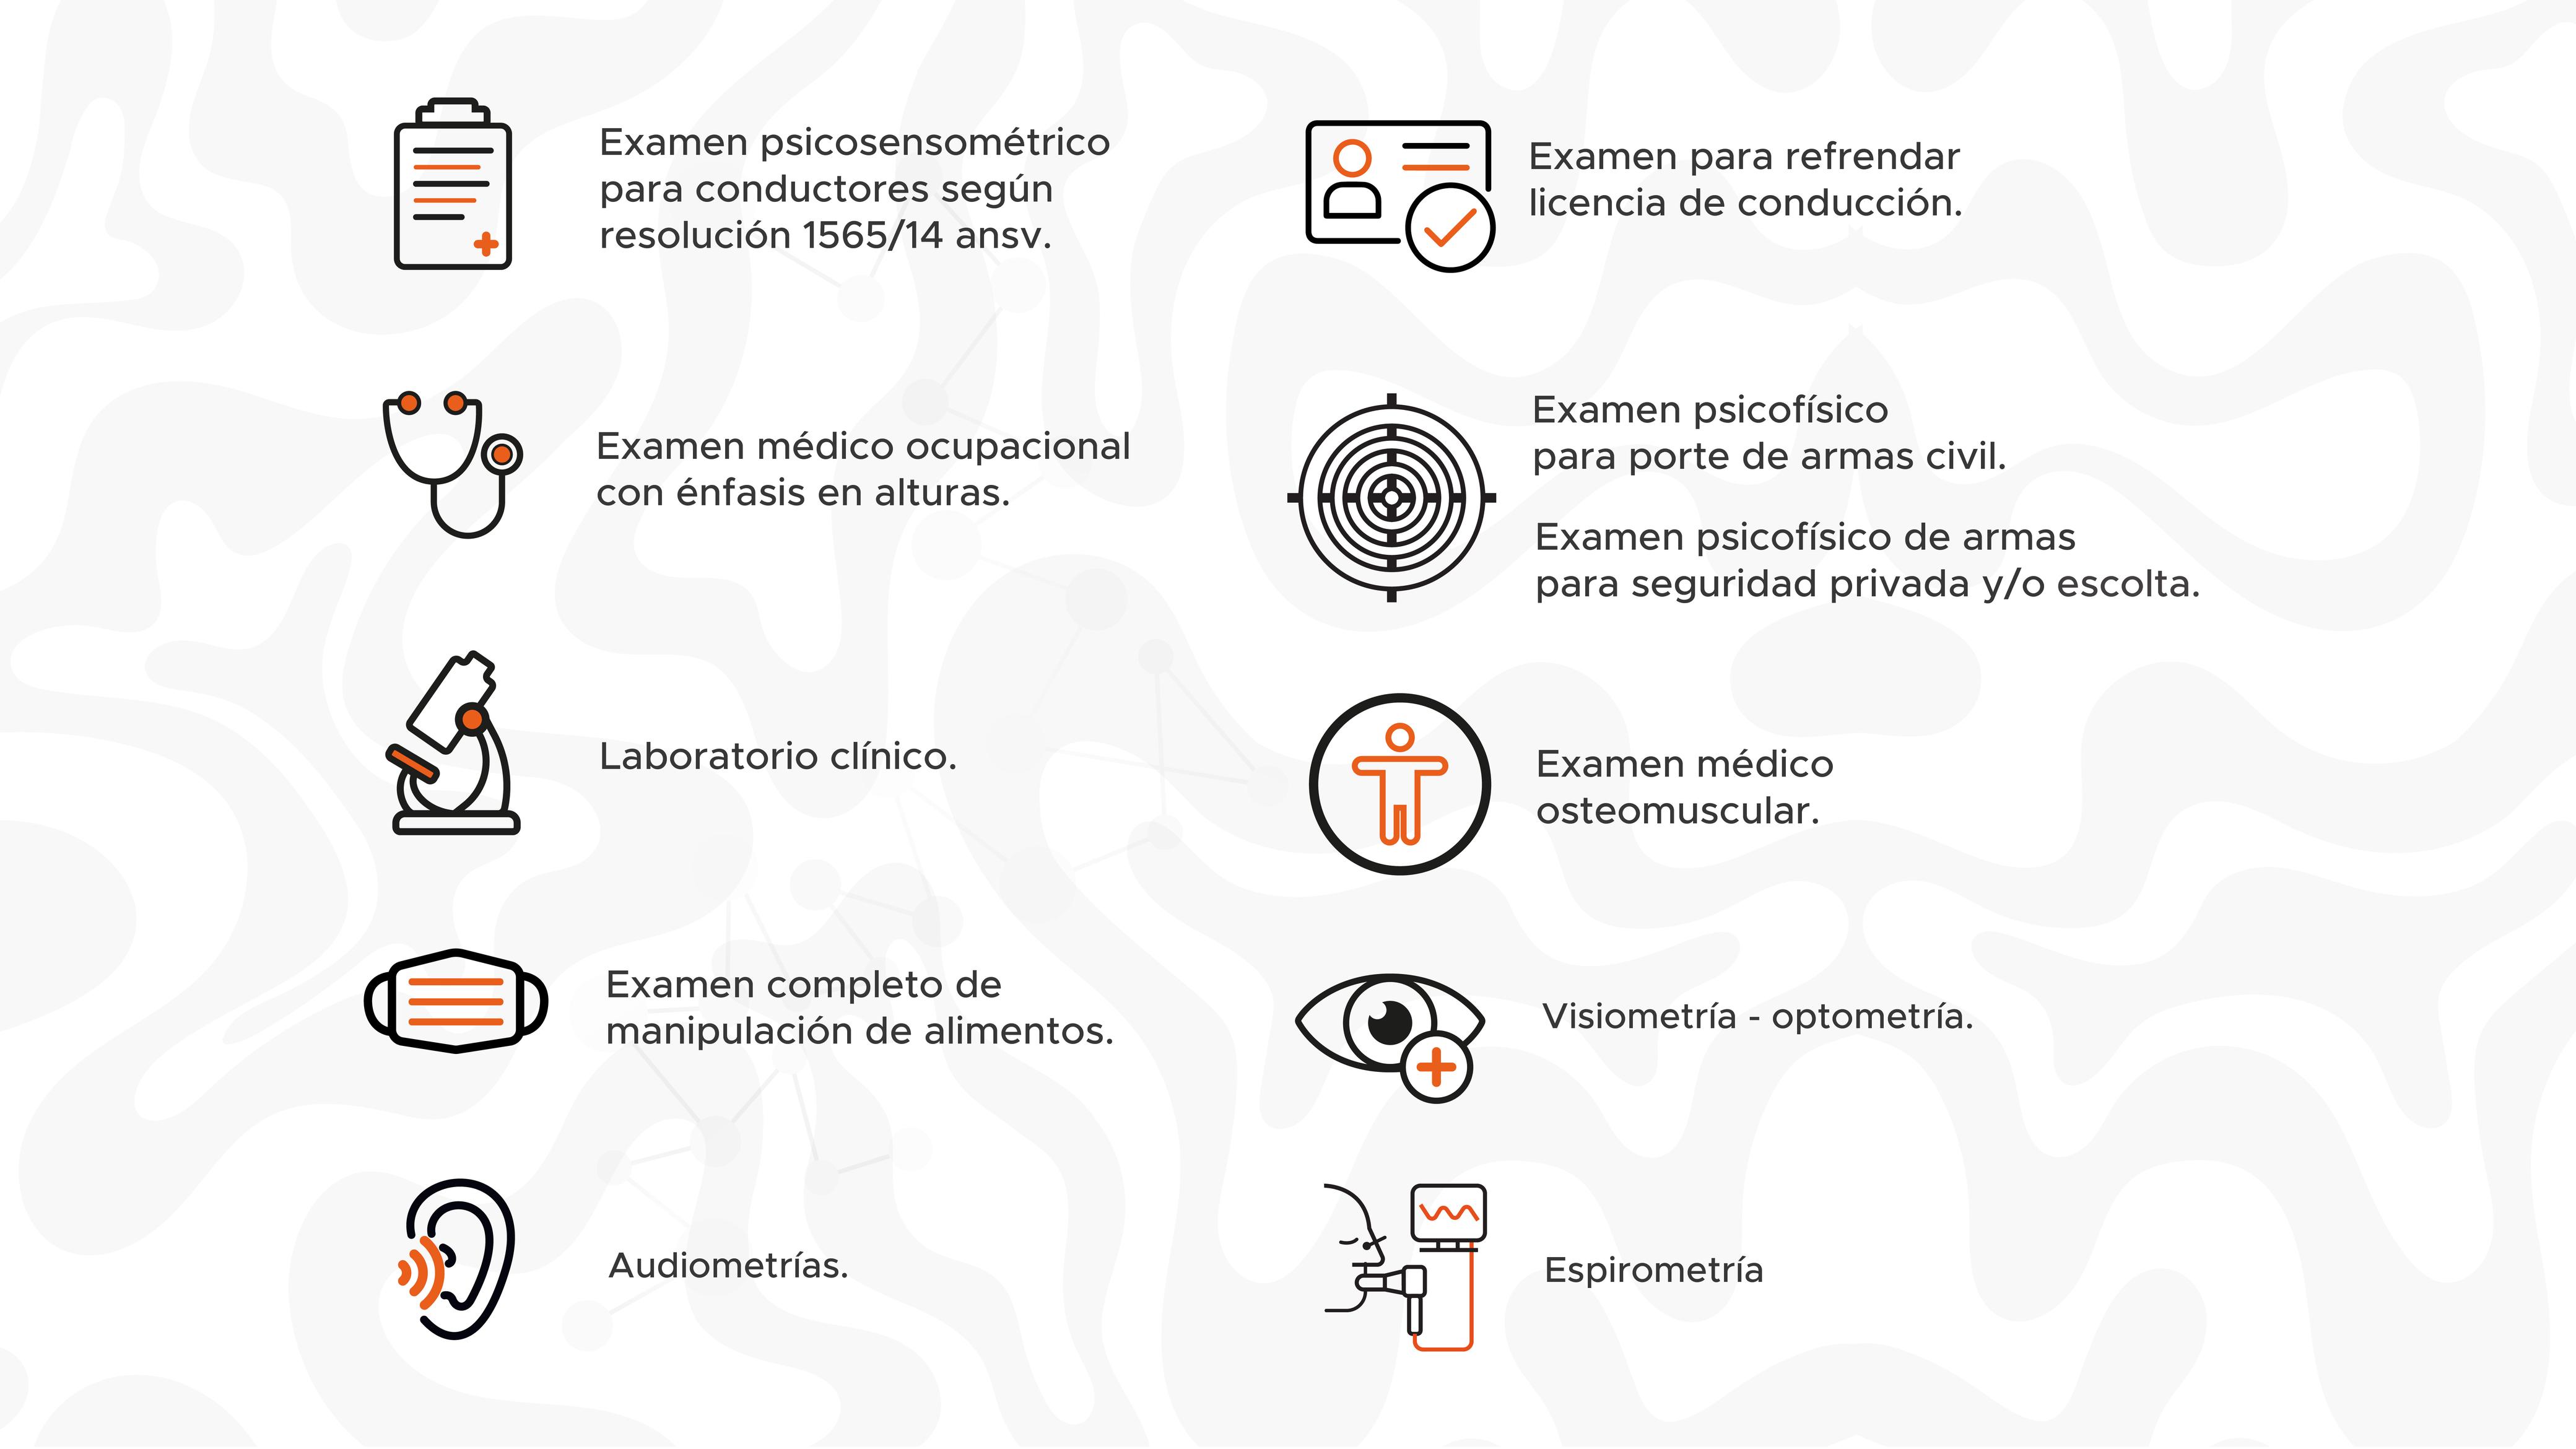 Examen psicosensométrico
para conductores según
resolución 1565/14 ansv.
Examen médico ocupacional
con énfasis en alturas.
Laboratorio clínico.
Examen completo de
manipulación de alimentos.
Audiometrías.
Examen para refrendar
licencia de conducción.
Examen psicofísico
para porte de armas civil.
Examen psicofísico de armas
para seguridad privada y/o escolta.
Examen médico
osteomuscular.
Visiometría - optometría.
Espirometría